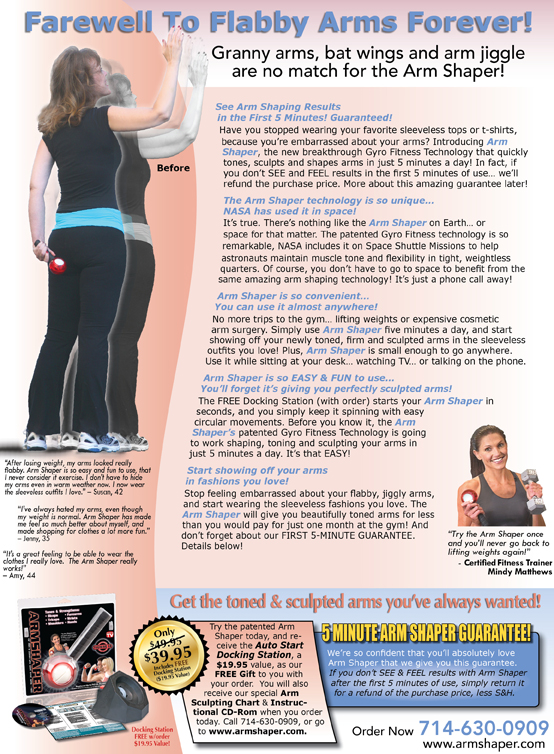 Farewell To Flabby Arms Forever!
Granny arms, bat wings and arm jiggle
are no match for the Arm Shaper!
Before
See Arm Shaping Results
in the First 5 Minutes! Guaranteed!
Have you stopped wearing your favorite sleeveless tops or t-shirts,
because you're embarrassed about your arms? Introducing Arm
Shaper, the new breakthrough Gyro Fitness Technology that quickly
tones, sculpts and shapes arms in just 5 minutes a day! In fact, if
you don't SEE and FEEL results in the first 5 minutes of use... we'll
refund the purchase price. More about this amazing guarantee later!
The Arm Shaper technology is so unique...
NASA has used it in space!
It's true. There's nothing like the Arm Shaper on Earth... or
space for that matter. The patented Gyro Fitness technology is so
remarkable, NASA includes it on Space Shuttle Missions to help
astronauts maintain muscle tone and flexibility in tight, weightless
quarters. Of course, you don't have to go to space to benefit from the
same amazing arm shaping technology! It's just a phone call away!
Arm Shaper is so convenient...
You can use it almost anywhere!
No more trips to the gym... lifting weights or expensive cosmetic
arm surgery. Simply use Arm Shaper five minutes a day, and start
showing off your newly toned, firm and sculpted arms in the sleeveless
outfits you love! Plus, Arm Shaper is small enough to go anywhere.
Use it while sitting at your desk... watching TV... or talking on the phone.
Arm Shaper is so EASY & FUN to use...
You'll forget it's giving you perfectly sculpted arms!
The FREE Docking Station (with order) starts your Arm Shaper in
seconds, and you simply keep it spinning with easy
circular movements. Before you know it, the Arm
Shaper's patented Gyro Fitness Technology is going
to work shaping, toning and sculpting your arms in
just 5 minutes a day. It's that EASY!
Start showing off your arms
in fashions you love!
Stop feeling embarrassed about your flabby, jiggly arms,
and start wearing the sleeveless fashions you love. The
Arm Shaper will give you beautifully toned arms for less
than you would pay for just one month at the gym! And
don't forget about our FIRST 5-MINUTE GUARANTEE.
Details below!
"After losing weight, my arms looked really
flabby. Arm Shaper is so easy and fun to use, that
I never consider it exercise. I don't have to hide
my arms even in warm weather now. I now wear
the sleeveless outfits I love." – Susan, 42
"I've always hated my arms, even though
my weight is normal. Arm Shaper has made
me feel so much better about myself, and
made shopping for clothes a lot more fun."
– Jenny, 35
"It's a great feeling to be able to wear the
clothes I really love. The Arm Shaper really
works!"
– Amy, 44
"Try the Arm Shaper once
and you'll never go back to
lifting weights again!"
- Certified Fitness Trainer
Mindy Matthews
Get the toned & sculpted arms you've always wanted!
ARMSHAPER
Only
$49.95
$39.95
Includes FREE
Docking Station
($19.95 Value)
Docking Station
FREE w/order
$19.95 Value!
Try the patented Arm
Shaper today, and re-
ceive the Auto Start
Docking Station, a
$19.95 value, as our
FREE Gift to you with
your order. You will also
receive our special Arm
Sculpting Chart & Instruc-
tional CD-Rom when you order
today. Call 714-630-0909, or go
to www.armshaper.com.
5 MINUTE ARM SHAPER GUARANTEE!
We're so confident that you'll absolutely love
Arm Shaper that we give you this guarantee.
If you don't SEE & FEEL results with Arm Shaper
after the first 5 minutes of use, simply return it
for a refund of the purchase price, less S&H.
Order Now 714-630-0909
www.armshaper.com